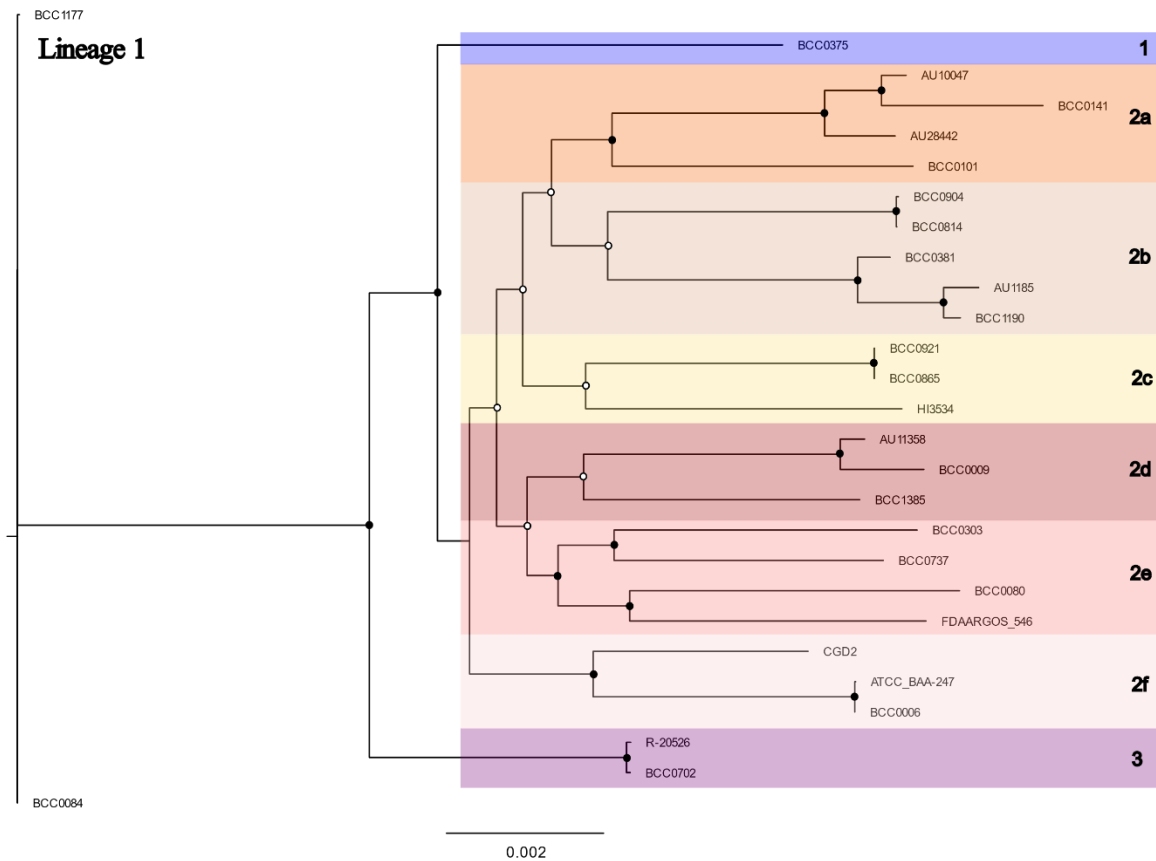 BCC1177
Lineage 1
BCC0375
1
AU10047
BCC0141
2a
AU28442
BCC0101
BCC0904
BCC0814
2b
BCC0381
AU1185
BCC1190
BCC0921
2c
BCC0865
HI3534
AU11358
2d
BCC0009
BCC1385
BCC0303
BCC0737
2e
BCC0080
FDAARGOS_546
CGD2
2f
ATCC_BAA-247
BCC0006
R-20526
3
BCC0702
BCC0084
0.002